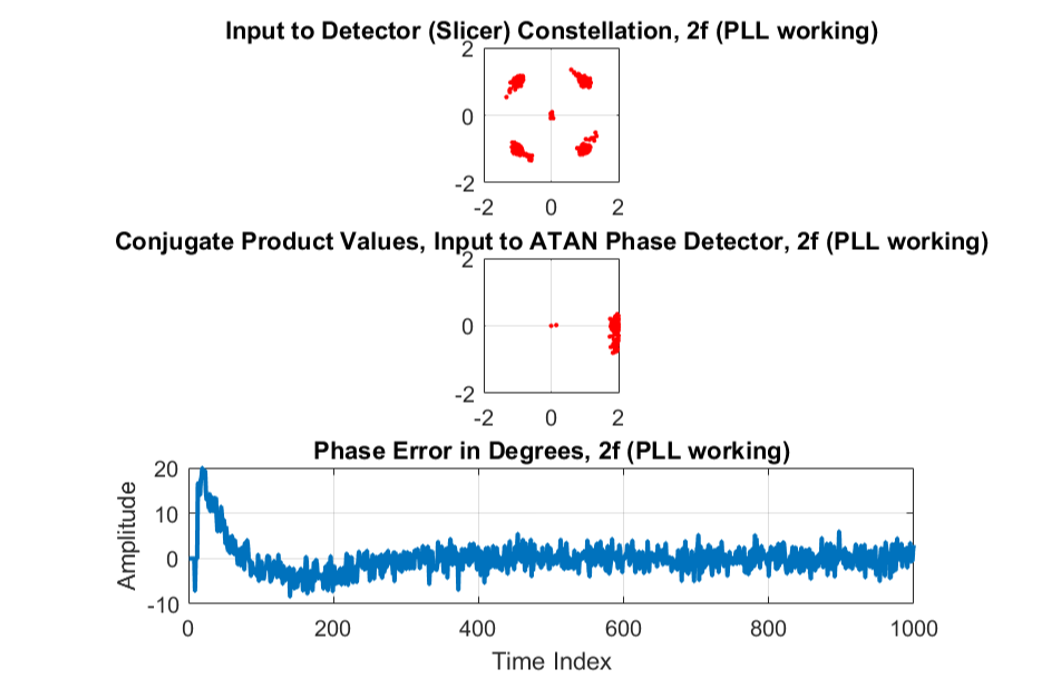 Input to Detector (Slicer) Constellation, 2f (PLL working)
2
0
-2
-2 0 2
Conjugate Product Values, Input to ATAN Phase Detector, 2f (PLL working)
2
0
-2
-2 0 2
Phase Error in Degrees, 2f (PLL working)
20
10
0
-10
Amplitude
0 200 400 600 800 1000
Time Index